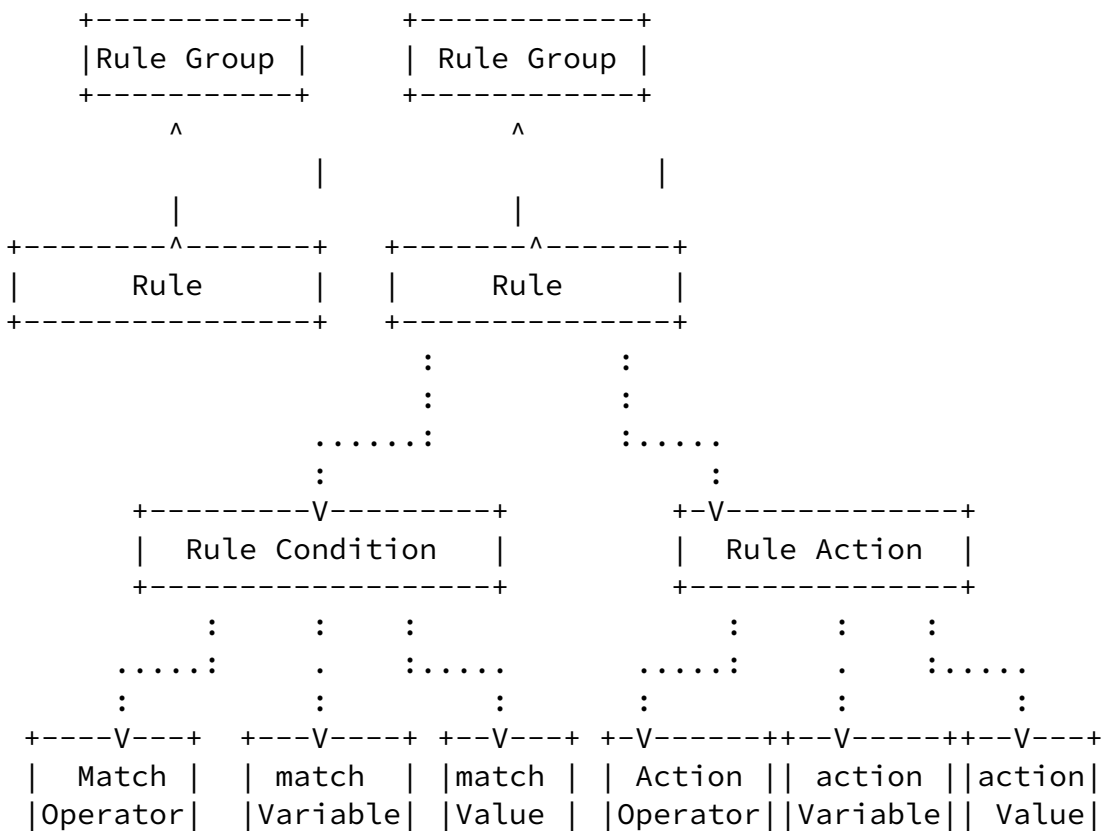 Rule Group Rule Group
^ ^
^ ^
Rule Rule
V V
Rule Condition Rule Action
V V V V V V
Match match match Action action action
Operator Variable Value Operator Variable Value